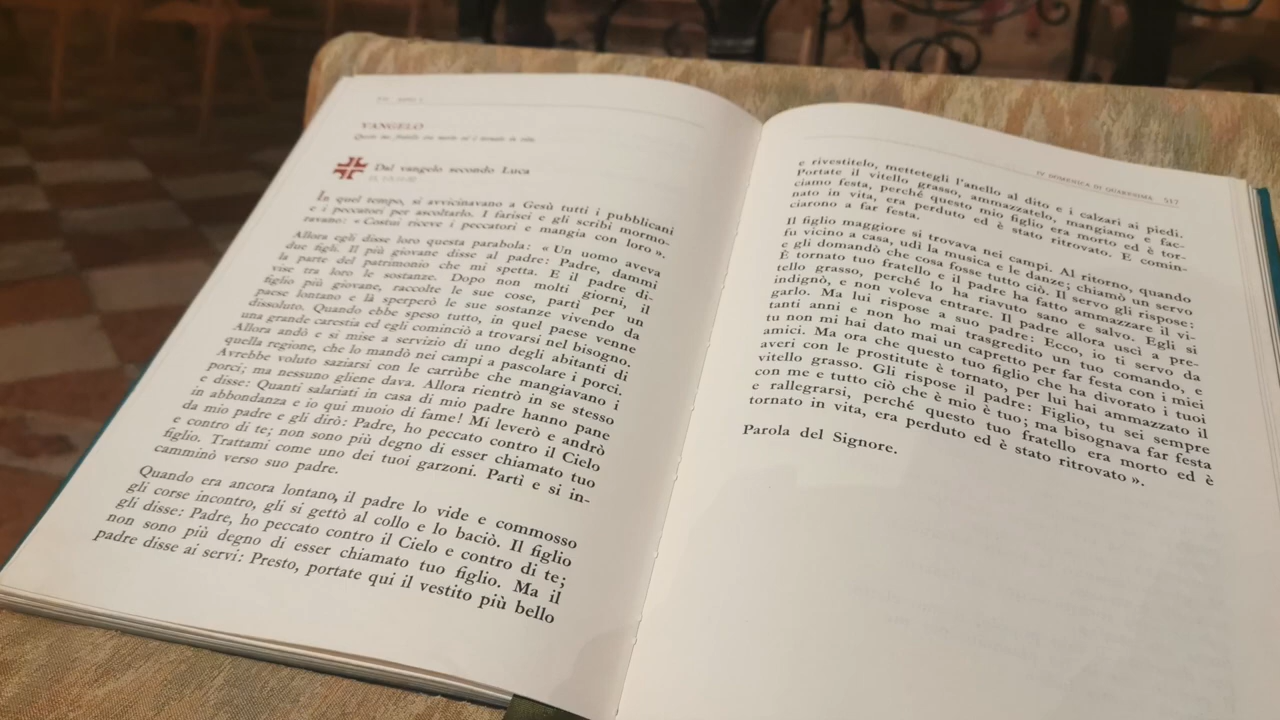 VANGELO
Questo tuo fratello era morto ed è tornato in vita.
Dal vangelo secondo Luca
In quel tempo, si avvicinavano a Gesù tutti i pubblicani
e i peccatori per ascoltarlo. I farisei e gli scribi mormo-
ravano: « Costui riceve i peccatori e mangia con loro ».
Allora egli disse loro questa parabola: « Un uomo aveva
due figli. Il più giovane disse al padre: Padre, dammi
la parte del patrimonio che mi spetta. E il padre di-
vise tra loro le sostanze. Dopo non molti giorni, il
figlio più giovane, raccolte le sue cose, partì per un
paese lontano e là sperperò le sue sostanze vivendo da
dissoluto. Quando ebbe speso tutto, in quel paese venne
una grande carestia ed egli cominciò a trovarsi nel bisogno.
Allora andò e si mise a servizio di uno degli abitanti di
quella regione, che lo mandò nei campi a pascolare i porci.
Avrebbe voluto saziarsi con le carrùbe che mangiavano i
porci; ma nessuno gliene dava. Allora rientrò in se stesso
e disse: Quanti salariati in casa di mio padre hanno pane
in abbondanza e io qui muoio di fame! Mi leverò e andrò
da mio padre e gli dirò: Padre, ho peccato contro il Cielo
e contro di te; non sono più degno di esser chiamato tuo
figlio. Trattami come uno dei tuoi garzoni. Partì e si in-
camminò verso suo padre.
Quando era ancora lontano, il padre lo vide e commosso
gli corse incontro, gli si gettò al collo e lo baciò. Il figlio
gli disse: Padre, ho peccato contro il Cielo e contro di te;
non sono più degno di esser chiamato tuo figlio. Ma il
padre disse ai servi: Presto, portate qui il vestito più bello
IV DOMENICA DI QUARESIMA 517
e rivestitelo, mettetegli l'anello al dito e i calzari ai piedi.
Portate il vitello grasso, ammazzatelo, mangiamo e fac-
ciamo festa, perché questo mio figlio era morto ed è tor-
nato in vita, era perduto ed è stato ritrovato. E comin-
ciarono a far festa.
Il figlio maggiore si trovava nei campi. Al ritorno, quando
fu vicino a casa, udì la musica e le danze; chiamò un servo
e gli domandò che cosa fosse tutto ciò. Il servo gli rispose:
È tornato tuo fratello e il padre ha fatto ammazzare il vi-
tello grasso, perché lo ha riavuto sano e salvo. Egli si
indignò, e non voleva entrare. Il padre allora uscì a pre-
garlo. Ma lui rispose a suo padre: Ecco, io ti servo da
tanti anni e non ho mai trasgredito un tuo comando, e
tu non mi hai dato mai un capretto per far festa con i miei
amici. Ma ora che questo tuo figlio che ha divorato i tuoi
averi con le prostitute è tornato, per lui hai ammazzato il
vitello grasso. Gli rispose il padre: Figlio, tu sei sempre
con me e tutto ciò che è mio è tuo; ma bisognava far festa
e rallegrarsi, perché questo tuo fratello era morto ed è
tornato in vita, era perduto ed è stato ritrovato ».
Parola del Signore.